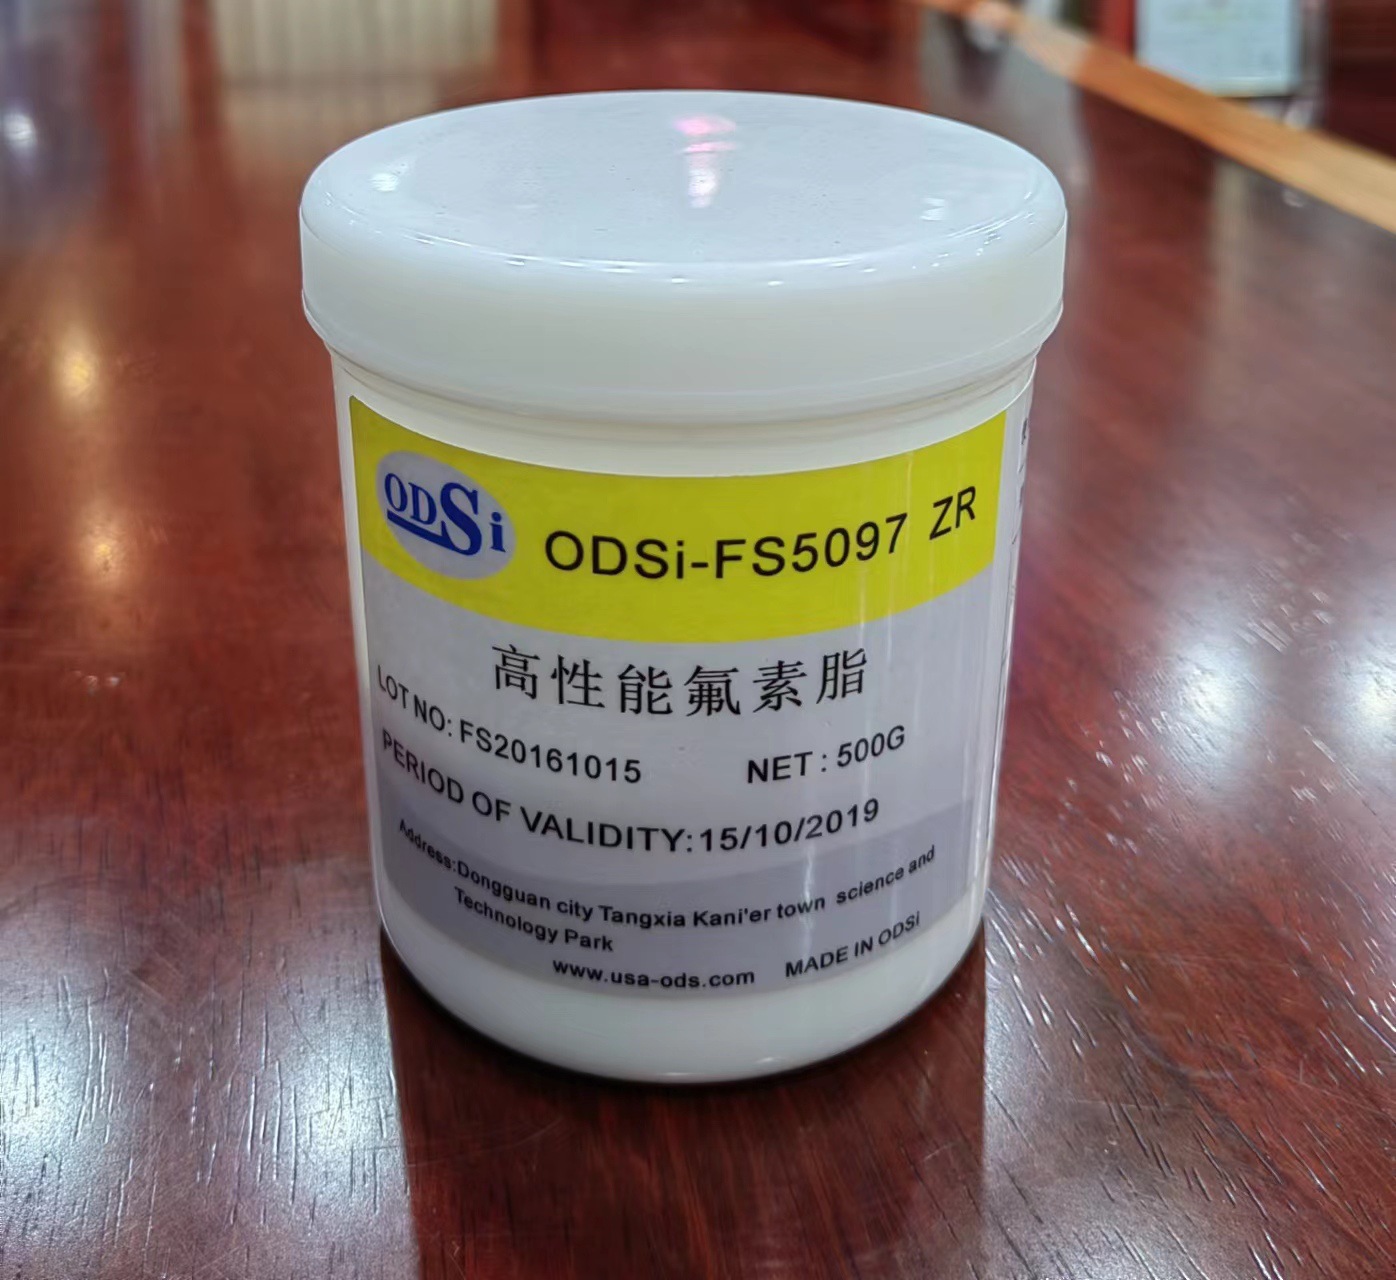 ODSi
ODSi-FS5097 ZR
高性能氟素脂
LOT NO: FS20161015 NET : 500G
PERIOD OF VALIDITY:15/10/2019
Address:Dongguan city Tangxia Kani'er town science and
Technology Park
www.usa-ods.com MADE IN ODSi